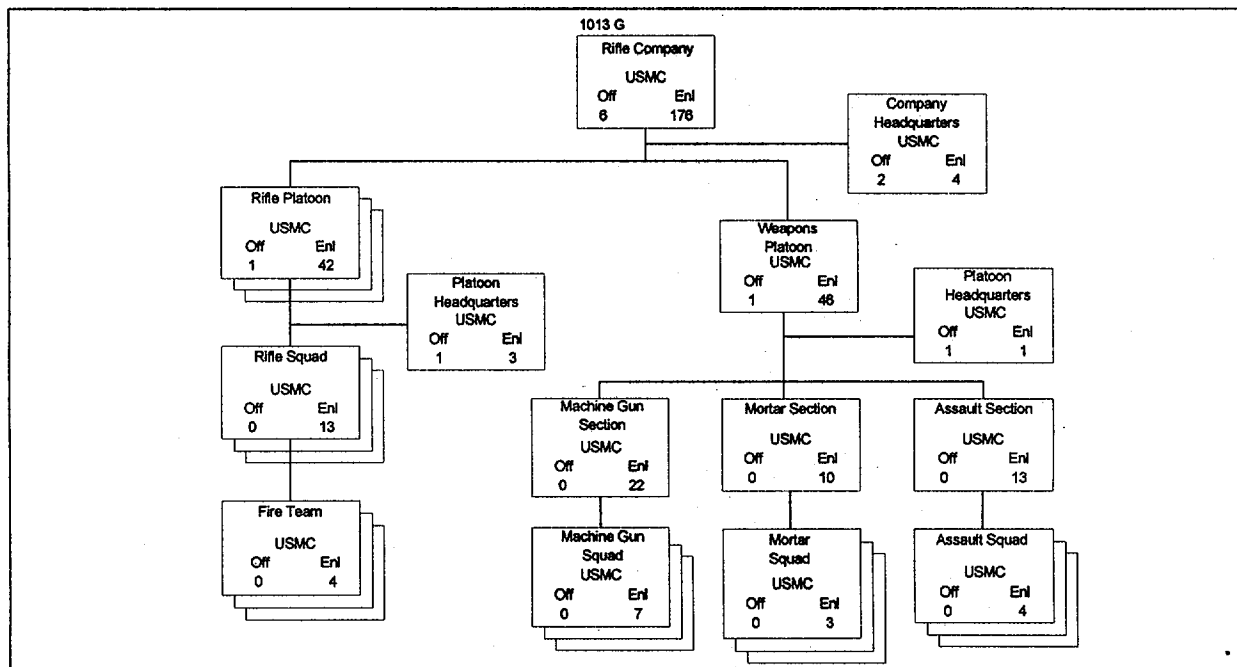 1013 G
Rifle Company
USMC
Off Enl
6 176
Company
Headquarters
USMC
Off Enl
2 4
Rifle Platoon
USMC
Off Enl
1 42
Platoon
Headquarters
USMC
Off Enl
1 3
Rifle Squad
USMC
Off Enl
0 13
Fire Team
USMC
Off Enl
0 4
Weapons
Platoon
USMC
Off Enl
1 46
Platoon
Headquarters
USMC
Off Enl
1 1
Machine Gun
Section
USMC
Off Enl
0 22
Mortar Section
USMC
Off Enl
0 10
Assault Section
USMC
Off Enl
0 13
Machine Gun
Squad
USMC
Off Enl
0 7
Mortar
Squad
USMC
Off Enl
0 3
Assault Squad
USMC
Off Enl
0 4